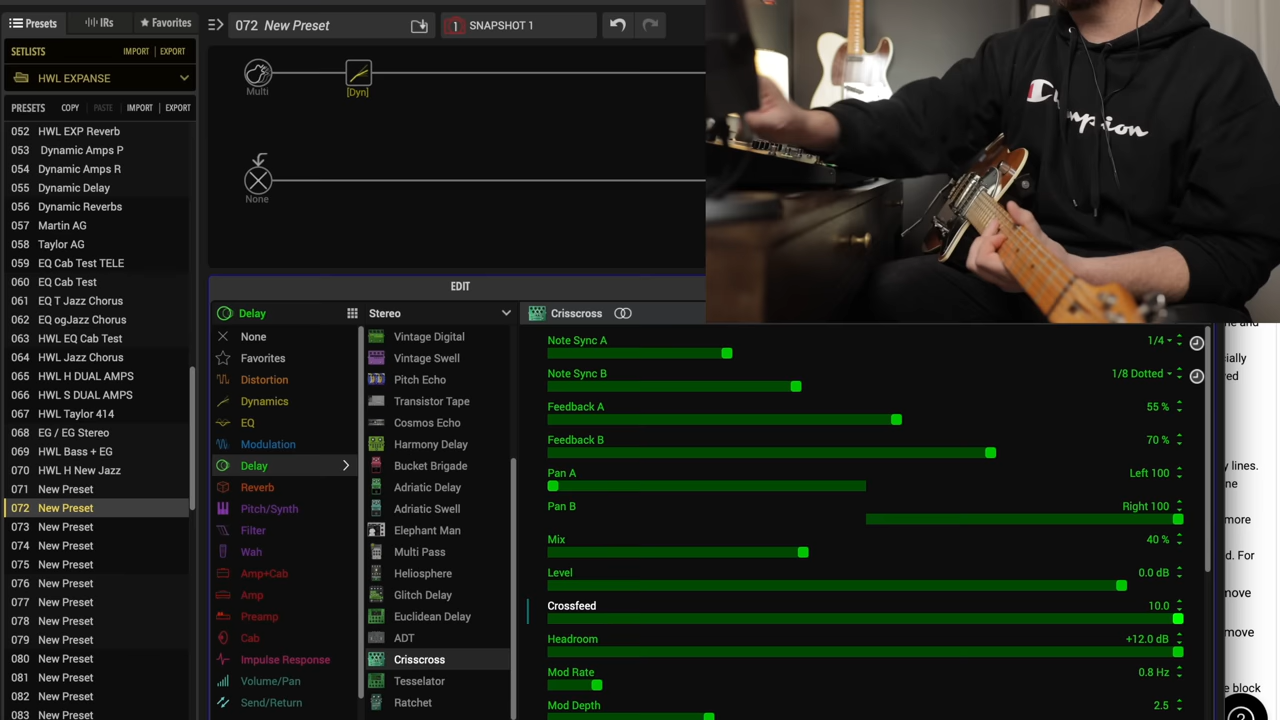 Presets IRs Favorites
072 New Preset 1 SNAPSHOT 1
SETLISTS IMPORT EXPORT
HWL EXPANSE
PRESETS COPY PASTE IMPORT EXPORT
052 HWL EXP Reverb
053 Dynamic Amps P
054 Dynamic Amps R
055 Dynamic Delay
056 Dynamic Reverbs
057 Martin AG
058 Taylor AG
059 EQ Cab Test TELE
060 EQ Cab Test
061 EQ T Jazz Chorus
062 EQ ogJazz Chorus
063 HWL EQ Cab Test
064 HWL Jazz Chorus
065 HWL H DUAL AMPS
066 HWL S DUAL AMPS
067 HWL Taylor 414
068 EG / EG Stereo
069 HWL Bass + EG
070 HWL H New Jazz
071 New Preset
072 New Preset
073 New Preset
074 New Preset
075 New Preset
076 New Preset
077 New Preset
078 New Preset
079 New Preset
080 New Preset
081 New Preset
082 New Preset
083 New Preset
Multi
[Dyn]
None
Champion
EDIT
Delay
None
Favorites
Distortion
Dynamics
EQ
Modulation
Delay
Reverb
Pitch/Synth
Filter
Wah
Amp+Cab
Amp
Preamp
Cab
Impulse Response
Volume/Pan
Send/Return
Stereo
Vintage Digital
Vintage Swell
Pitch Echo
Transistor Tape
Cosmos Echo
Harmony Delay
Bucket Brigade
Adriatic Delay
Adriatic Swell
Elephant Man
Multi Pass
Heliosphere
Glitch Delay
Euclidean Delay
ADT
Crisscross
Tesselator
Ratchet
Crisscross
Note Sync A 1/4
Note Sync B 1/8 Dotted
Feedback A 55 %
Feedback B 70 %
Pan A Left 100
Pan B Right 100
Mix 40 %
Level 0.0 dB
Crossfeed 10.0
Headroom +12.0 dB
Mod Rate 0.8 Hz
Mod Depth 2.5
y lines.
more
d. For
move
move
e block
?